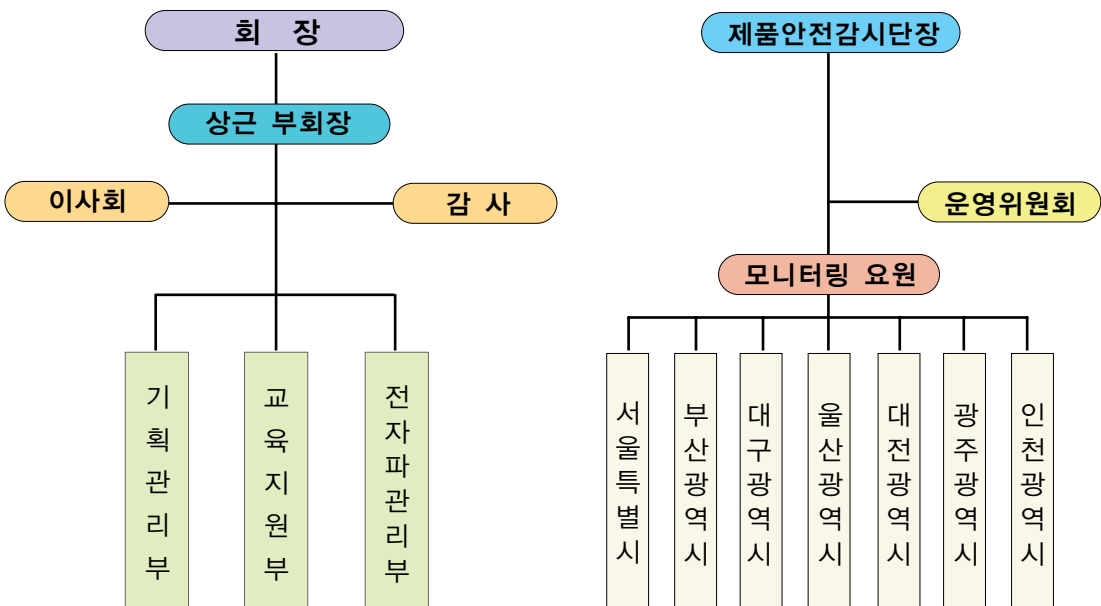 회 장
상근 부회장
이사회
감 사
기획관리부
교육지원부
전자파관리부
제품안전감시단장
운영위원회
모니터링 요원
서울특별시
부산광역시
대구광역시
울산광역시
대전광역시
광주광역시
인천광역시